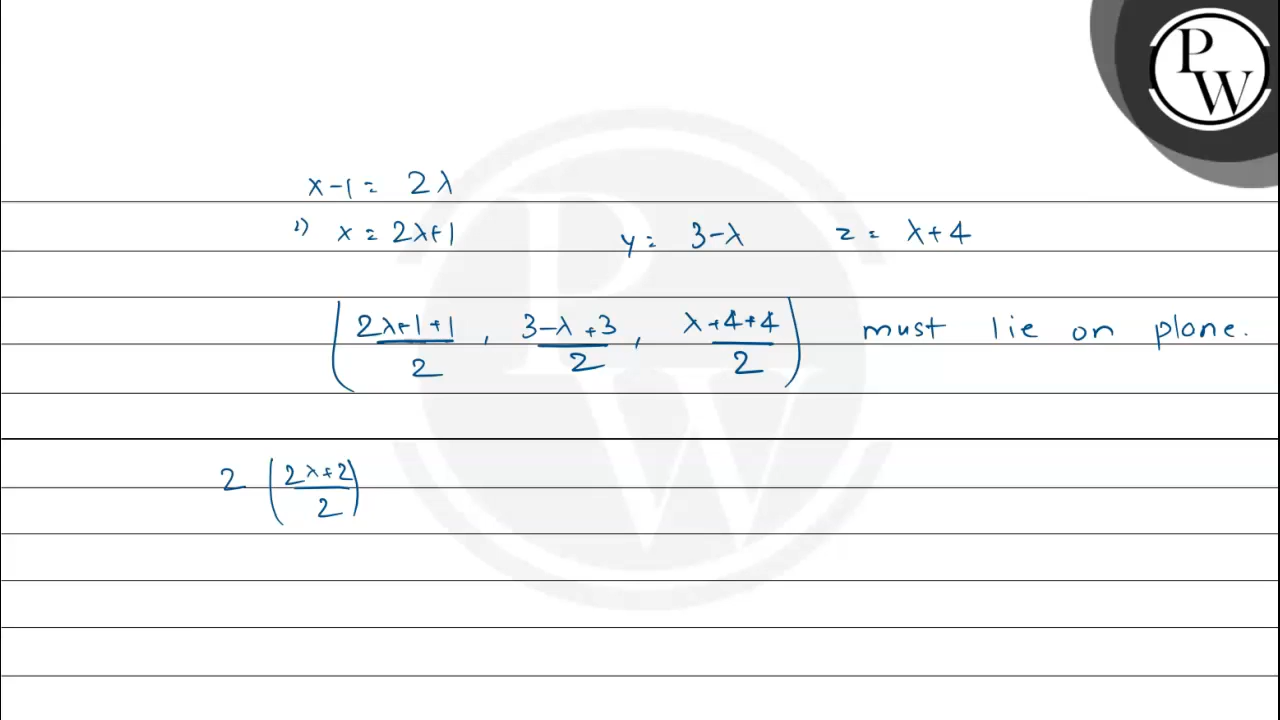 PW
x-1 = 2λ
⇒ x = 2λ+1 y = 3-λ z = λ+4
(2λ+1+1/2, 3-λ+3/2, λ+4+4/2) must lie on plane.
2 (2λ+2/2)